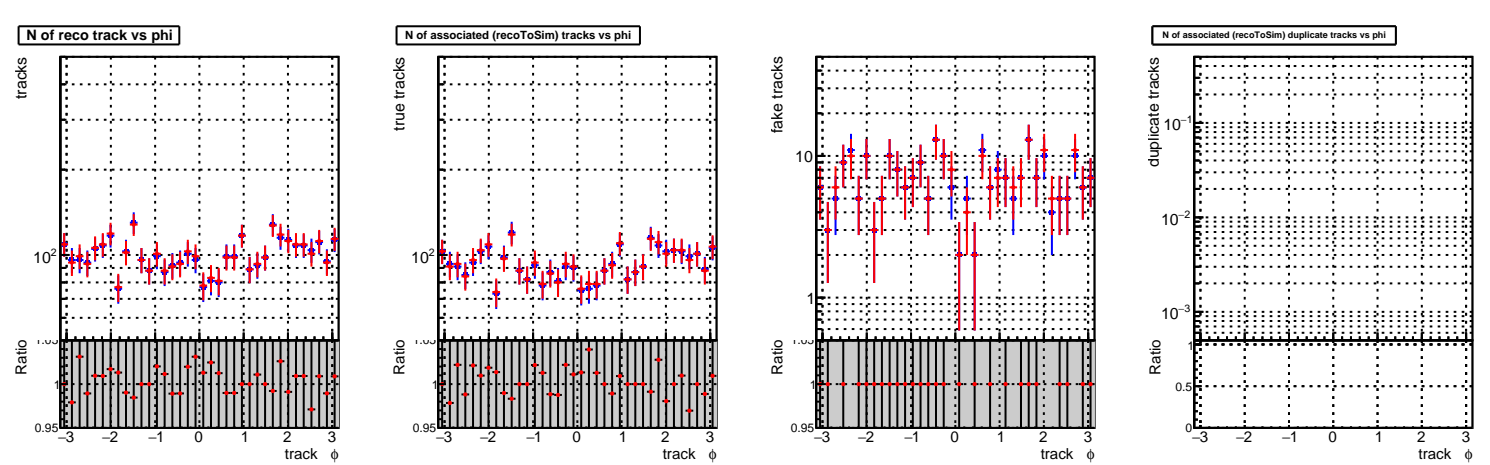 N of reco track vs phi
tracks
10²
Ratio
1.05
1
0.95
−3 −2 −1 0 1 2 3
track ϕ
N of associated (recoToSim) tracks vs phi
true tracks
10²
Ratio
1.05
1
0.95
−3 −2 −1 0 1 2 3
track ϕ
fake tracks
10
1
Ratio
1.05
1
0.95
−3 −2 −1 0 1 2 3
track ϕ
N of associated (recoToSim) duplicate tracks vs phi
duplicate tracks
10⁻¹
10⁻²
10⁻³
Ratio
1
0.5
0
−3 −2 −1 0 1 2 3
track ϕ